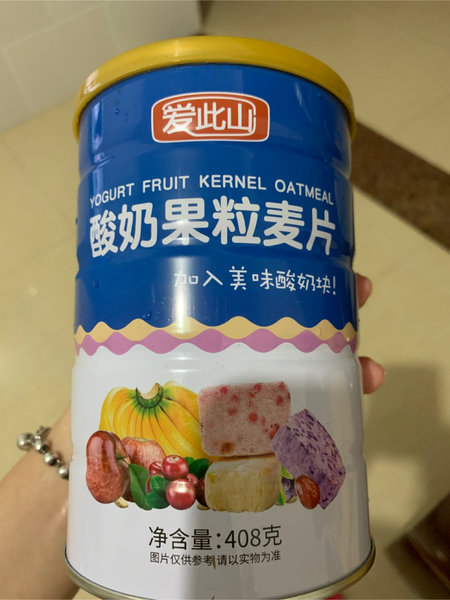 爱此山
YOGURT FRUIT KERNEL OATMEAL
酸奶果粒麦片
加入美味酸奶块!
净含量:408克
图片仅供参考请以实物为准